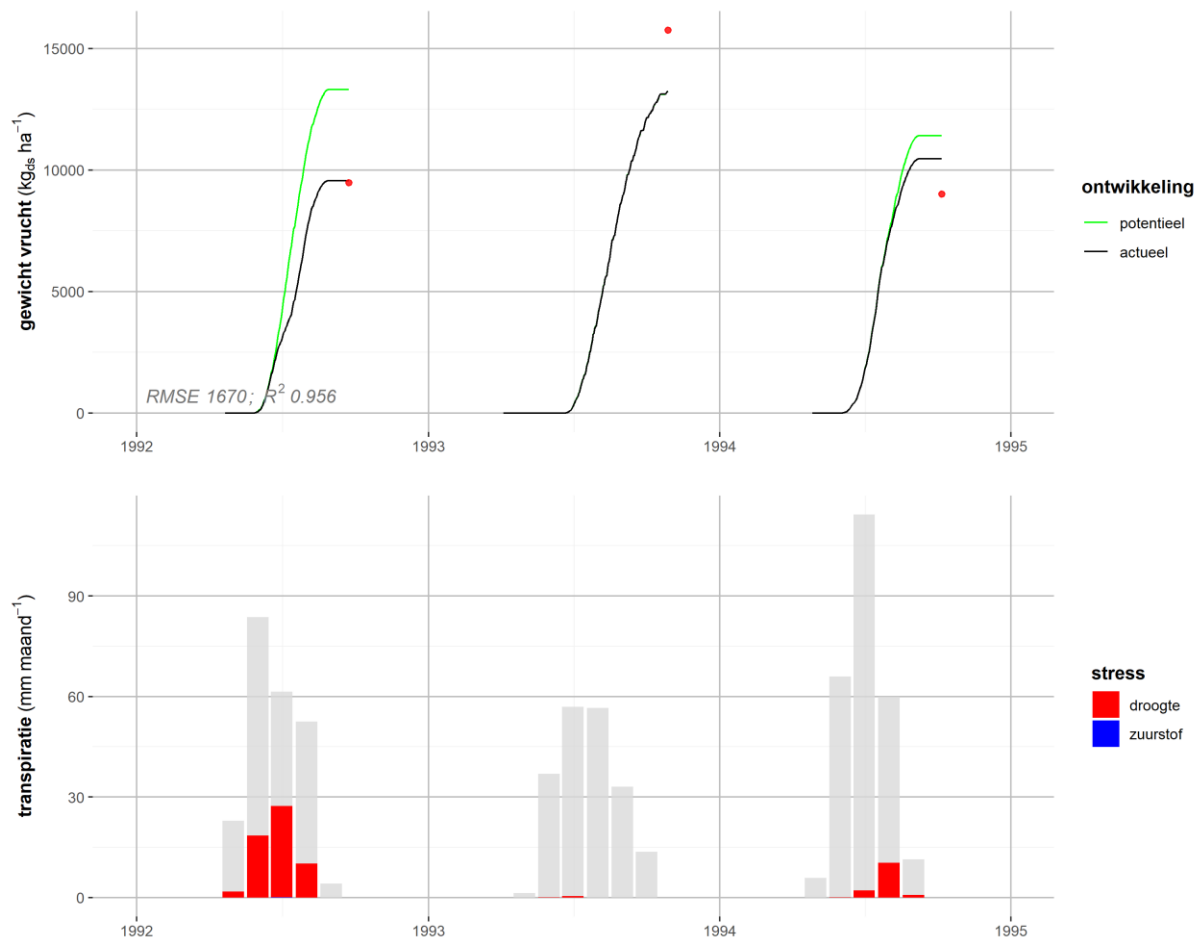 15000
10000
5000
0
gewicht vrucht (kg_ds ha⁻¹)
RMSE 1670; R² 0.956
1992 1993 1994 1995
ontwikkeling
potentieel
actueel
90
60
30
0
transpiratie (mm maand⁻¹)
1992 1993 1994 1995
stress
droogte
zuurstof